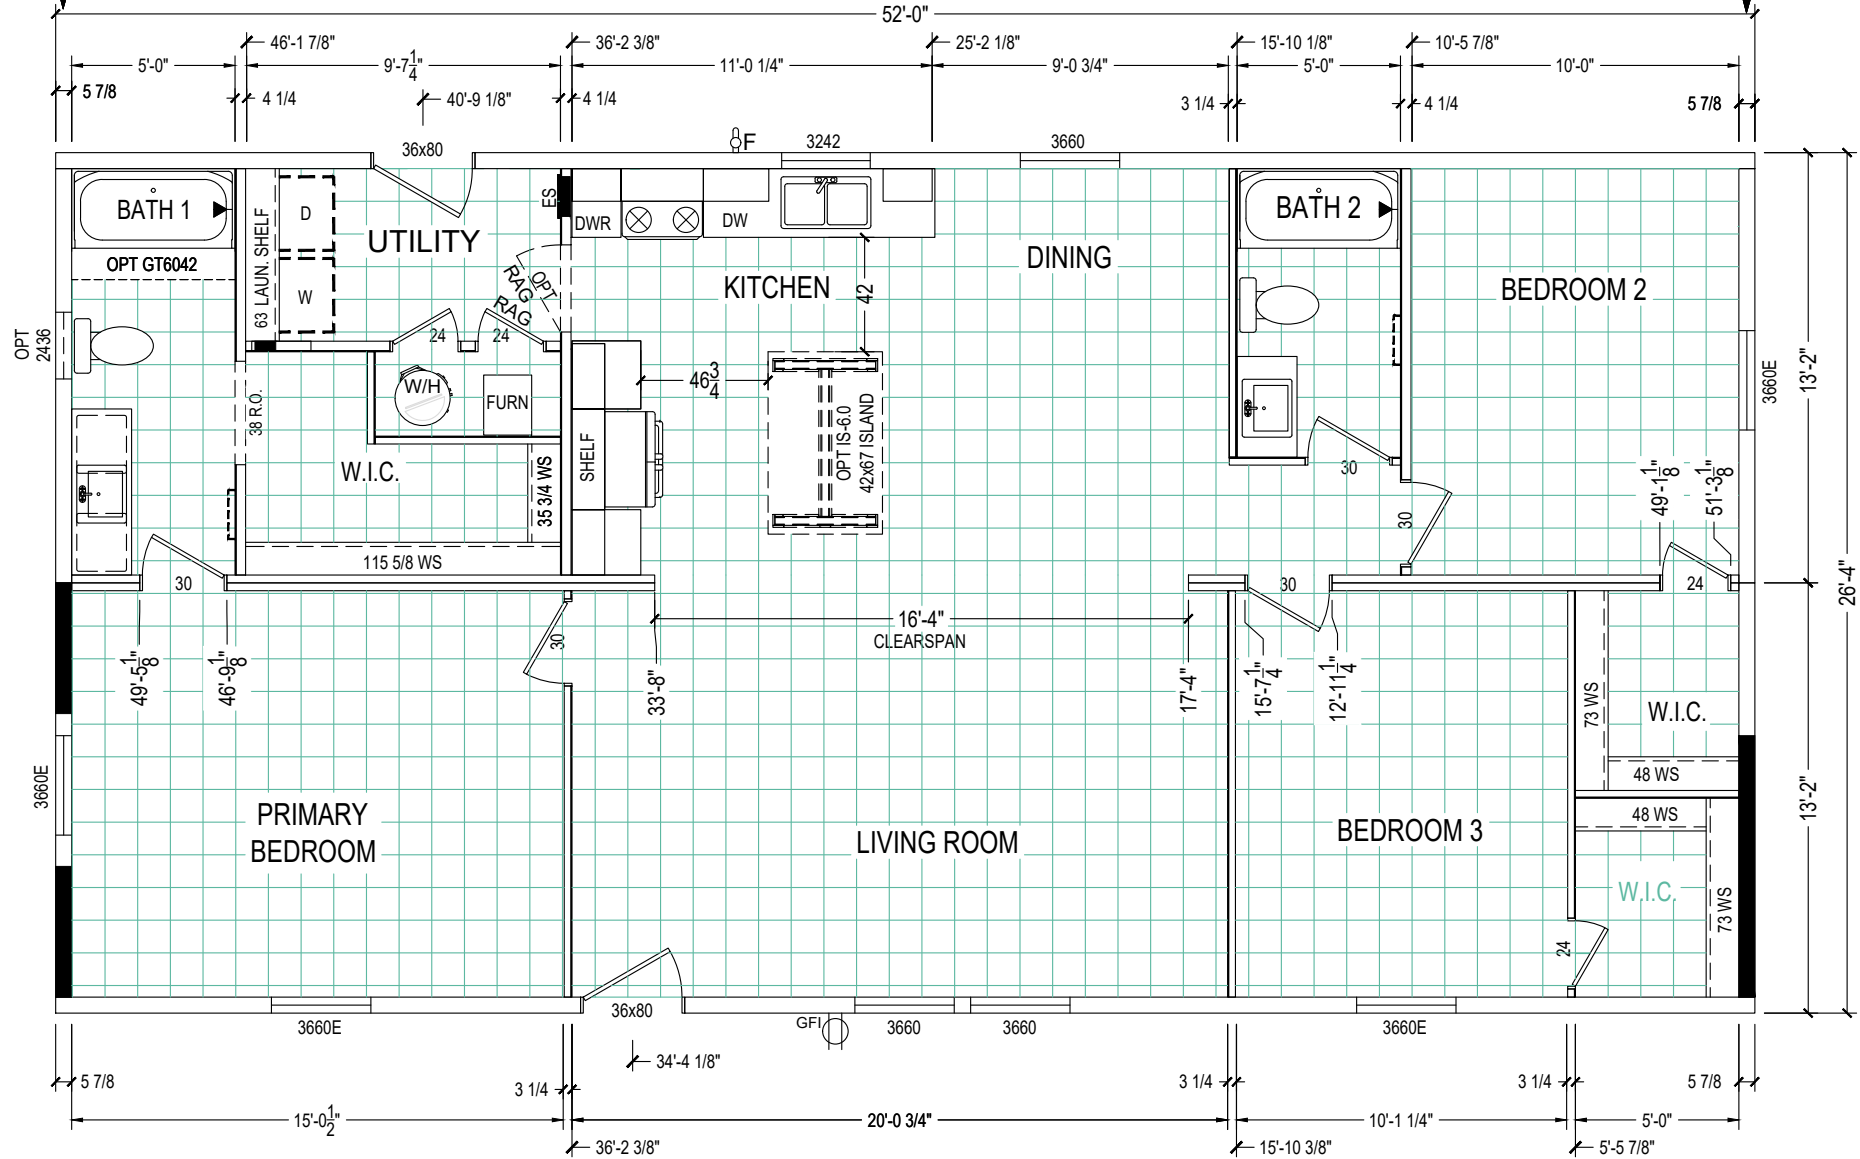 52'-0"
46'-1 7/8"
36'-2 3/8"
25'-2 1/8"
15'-10 1/8"
10'-5 7/8"
5'-0"
9'-7 1/4"
11'-0 1/4"
9'-0 3/4"
5'-0"
10'-0"
5 7/8
4 1/4
40'-9 1/8"
4 1/4
3 1/4
4 1/4
5 7/8
36x80
F
3242
3660
BATH 1
OPT GT6042
63 LAUN. SHELF
D
W
UTILITY
ES
DWR
DW
OPT
RAG
RAG
KITCHEN
42
DINING
BATH 2
BEDROOM 2
OPT
2436
24
24
38 R.O.
W/H
FURN
46 3/4
SHELF
OPT IS-6.0
42x67 ISLAND
3660E
13'-2"
26'-4"
W.I.C.
35 3/4 WS
115 5/8 WS
30
30
49'-1 1/8"
51'-3 1/8"
30
30
24
16'-4"
CLEARSPAN
30
49'-5 1/8"
46'-9 1/8"
33'-8"
17'-4"
15'-7 1/4"
12'-11 1/4"
73 WS
W.I.C.
48 WS
3660E
PRIMARY
BEDROOM
LIVING ROOM
BEDROOM 3
48 WS
13'-2"
W.I.C.
73 WS
24
3660E
36x80
GFI
3660
3660
3660E
34'-4 1/8"
5 7/8
3 1/4
3 1/4
3 1/4
5 7/8
15'-0 1/2"
20'-0 3/4"
10'-1 1/4"
5'-0"
36'-2 3/8"
15'-10 3/8"
5'-5 7/8"